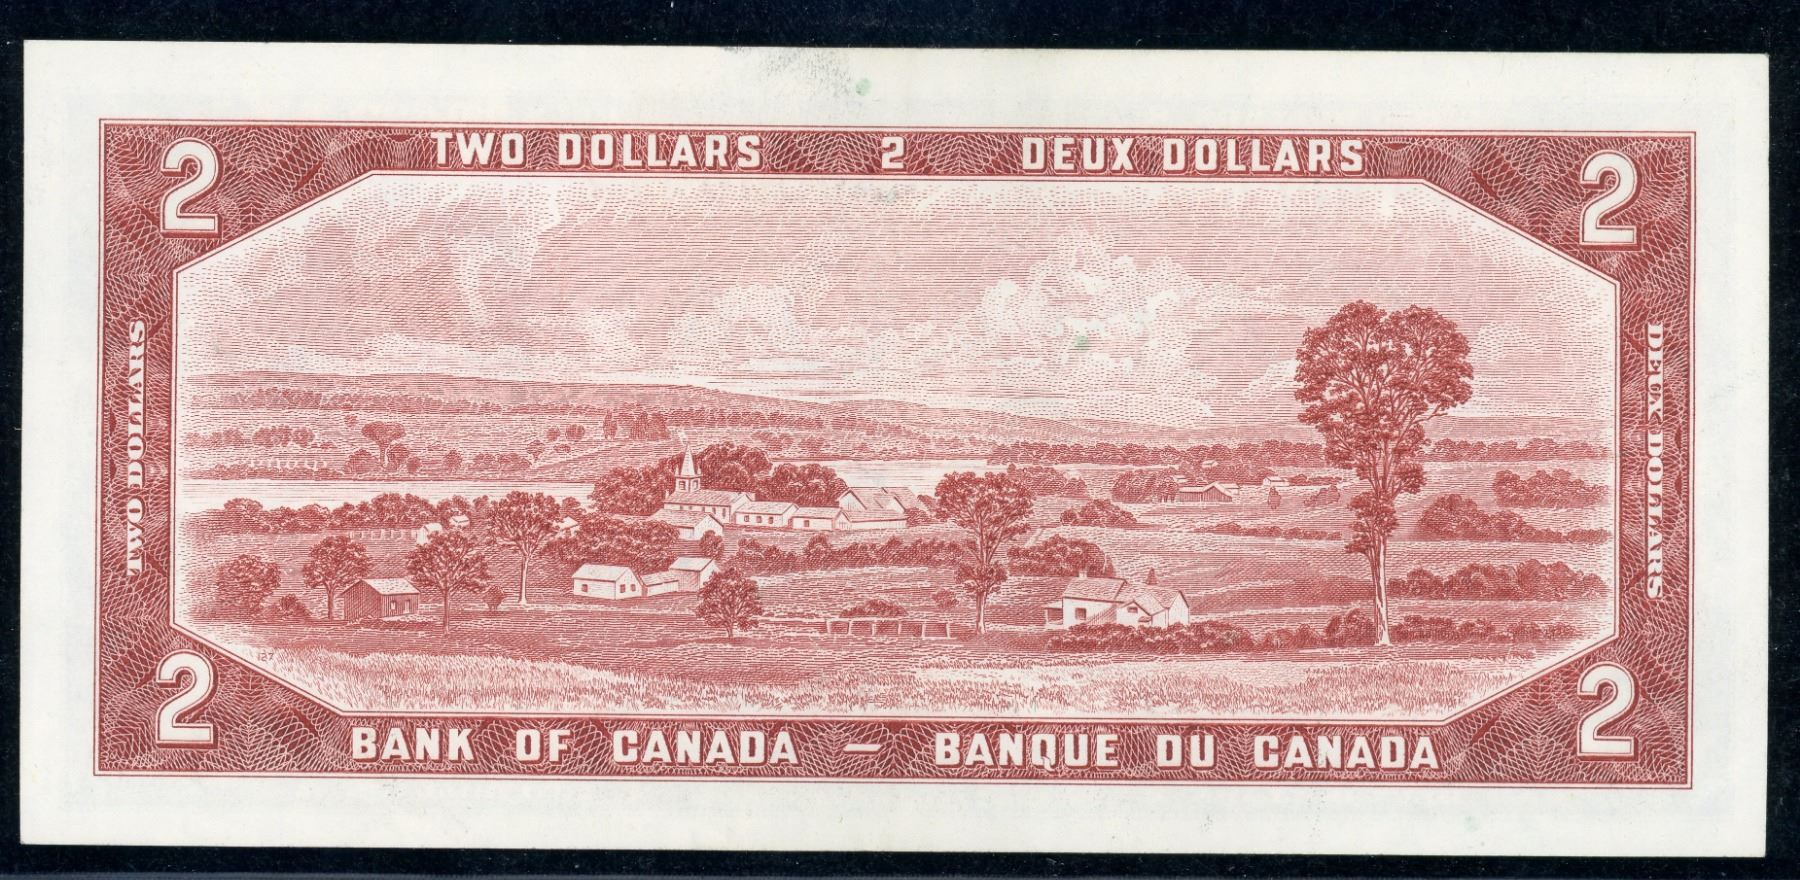 2 TWO DOLLARS 2 DEUX DOLLARS 2
TWO DOLLARS
DEUX DOLLARS
127
2 BANK OF CANADA — BANQUE DU CANADA 2